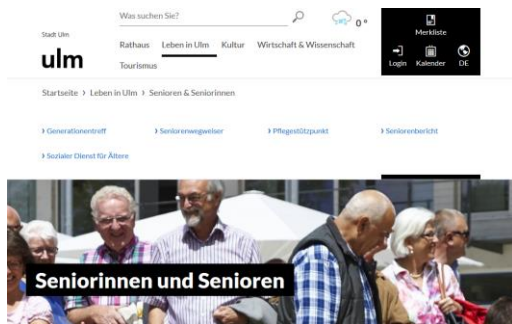 Was suchen Sie?
0 °
Merkliste
Stadt Ulm
ulm
Rathaus Leben in Ulm Kultur Wirtschaft & Wissenschaft
Tourismus
Login Kalender DE
Startseite › Leben in Ulm › Senioren & Seniorinnen
› Generationentreff › Seniorenwegweiser › Pflegestützpunkt › Seniorenbericht
› Sozialer Dienst für Ältere
Seniorinnen und Senioren